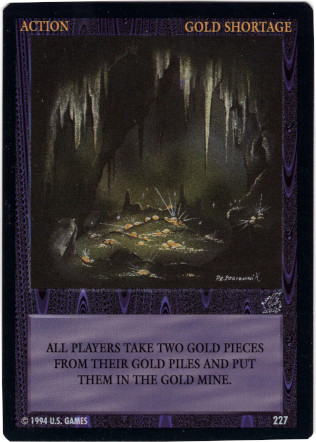 ACTION GOLD SHORTAGE
ALL PLAYERS TAKE TWO GOLD PIECES
FROM THEIR GOLD PILES AND PUT
THEM IN THE GOLD MINE.
© 1994 U.S. GAMES 227